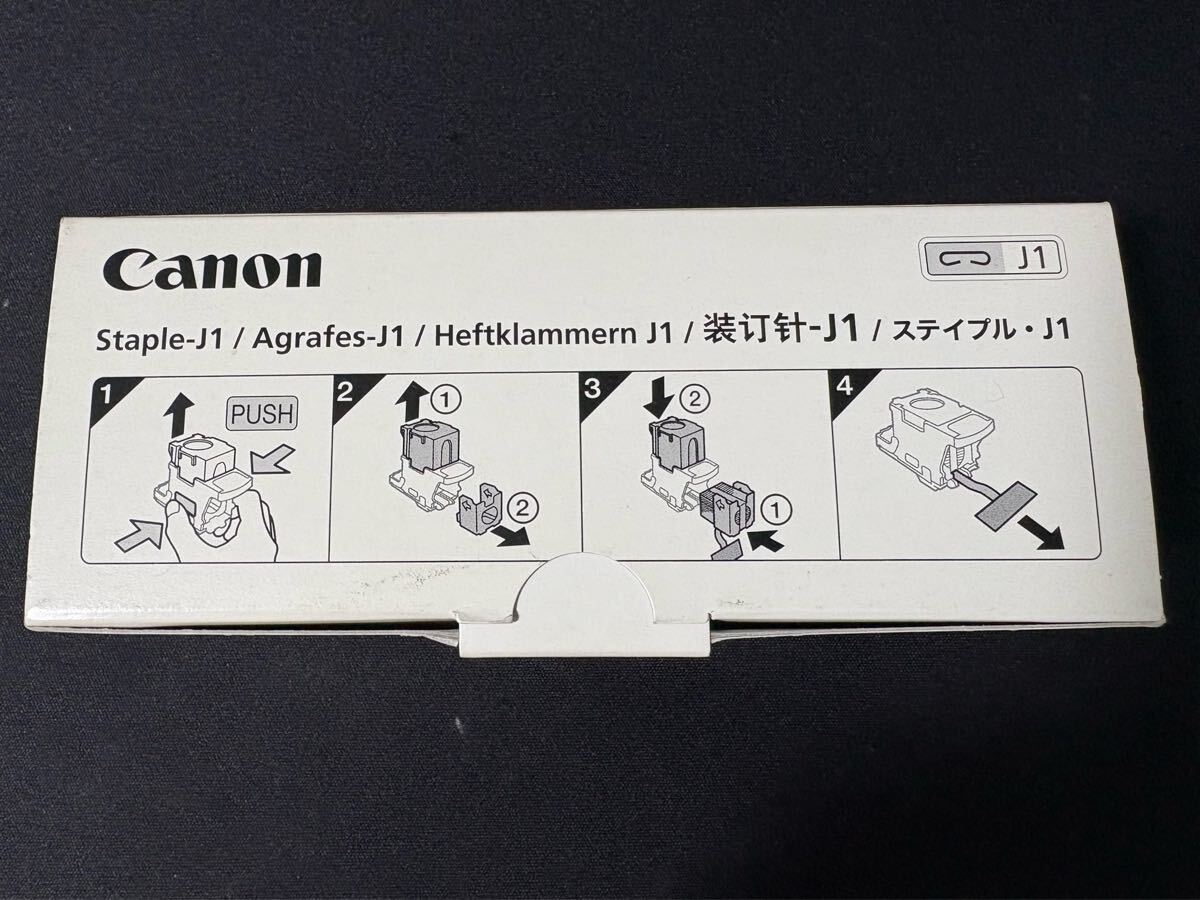 Canon
J1
Staple-J1 / Agrafes-J1 / Heftklammern J1 / 装订针-J1 / ステイプル・J1
1 PUSH 2 ① ② 3 ② ① 4